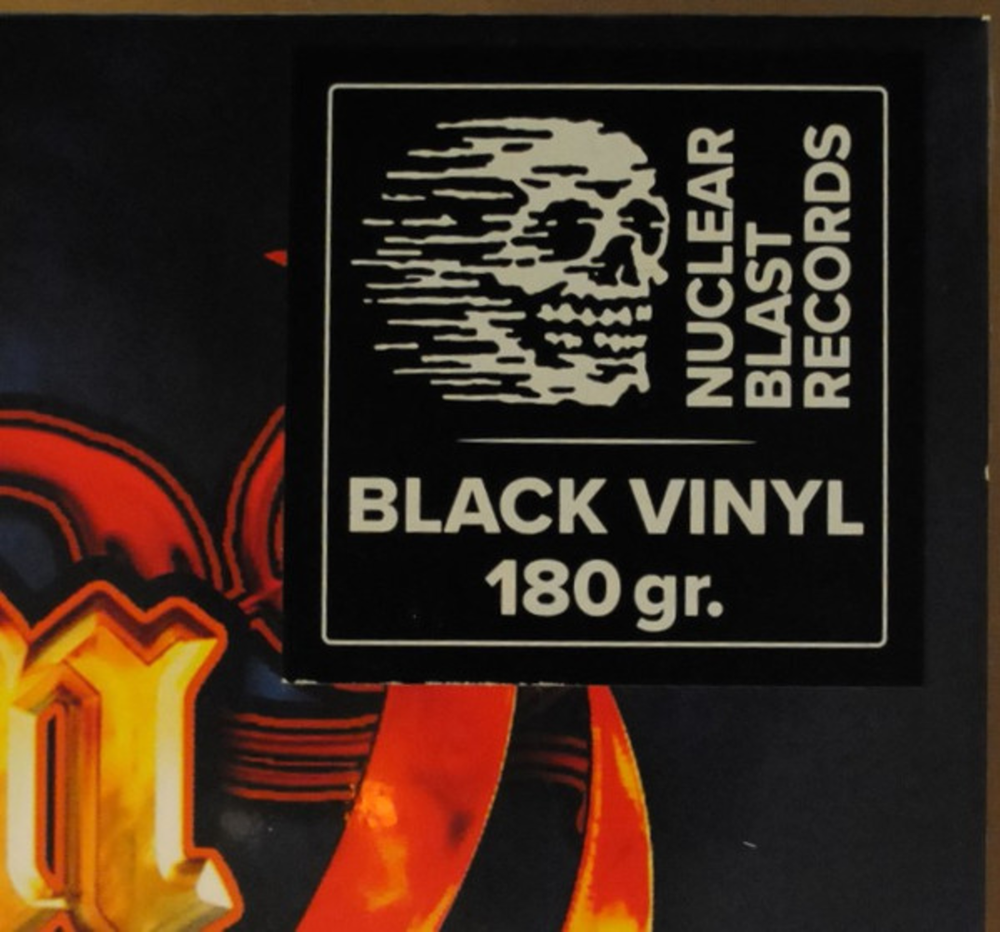 NUCLEAR
BLAST
RECORDS
BLACK VINYL
180 gr.
n